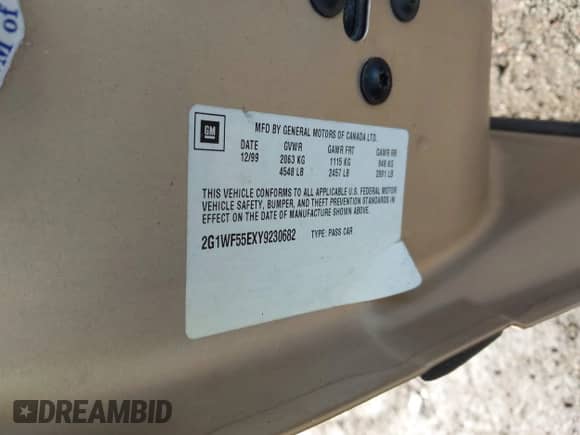 M of
GM
MFD BY GENERAL MOTORS OF CANADA LTD.
DATE GVWR GAWR FRT GAWR RR
12/99 2063 KG 1115 KG 948 KG
4548 LB 2457 LB 2091 LB
THIS VEHICLE CONFORMS TO ALL APPLICABLE U.S. FEDERAL MOTOR
VEHICLE SAFETY, BUMPER, AND THEFT PREVENTION STANDARDS IN
EFFECT ON THE DATE OF MANUFACTURE SHOWN ABOVE.
2G1WF55EXY9230682 TYPE: PASS CAR
DREAMBID